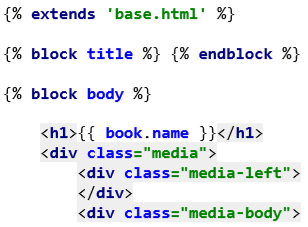 {% extends 'base.html' %}
{% block title %} {% endblock %}
{% block body %}
<h1>{{ book.name }}</h1>
<div class="media">
<div class="media-left">
</div>
<div class="media-body">